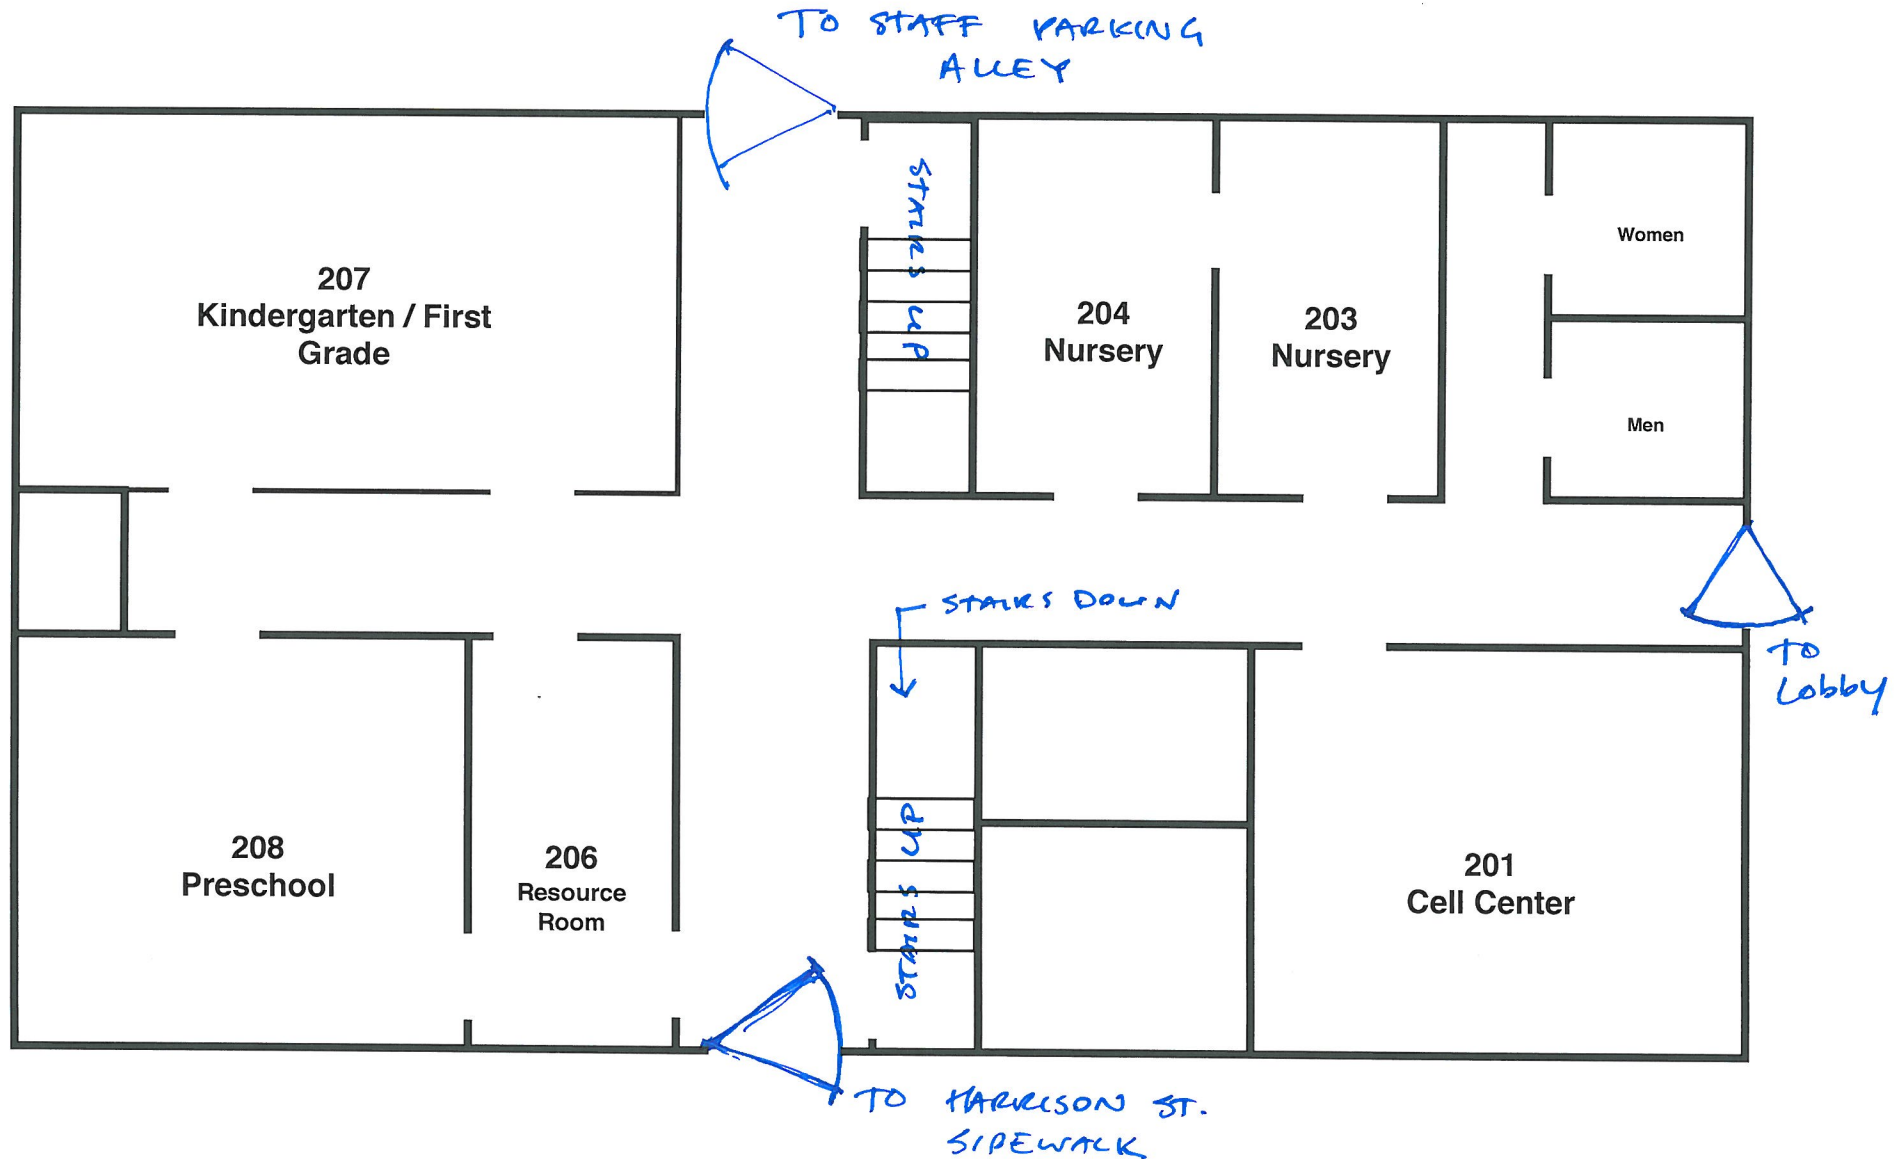 TO STAFF PARKING
ALLEY
207
Kindergarten / First
Grade
STAIRS UP
204
Nursery
203
Nursery
Women
Men
STAIRS DOWN
TO
Lobby
208
Preschool
206
Resource
Room
STAIRS UP
201
Cell Center
TO HARRISON ST.
SIDEWALK